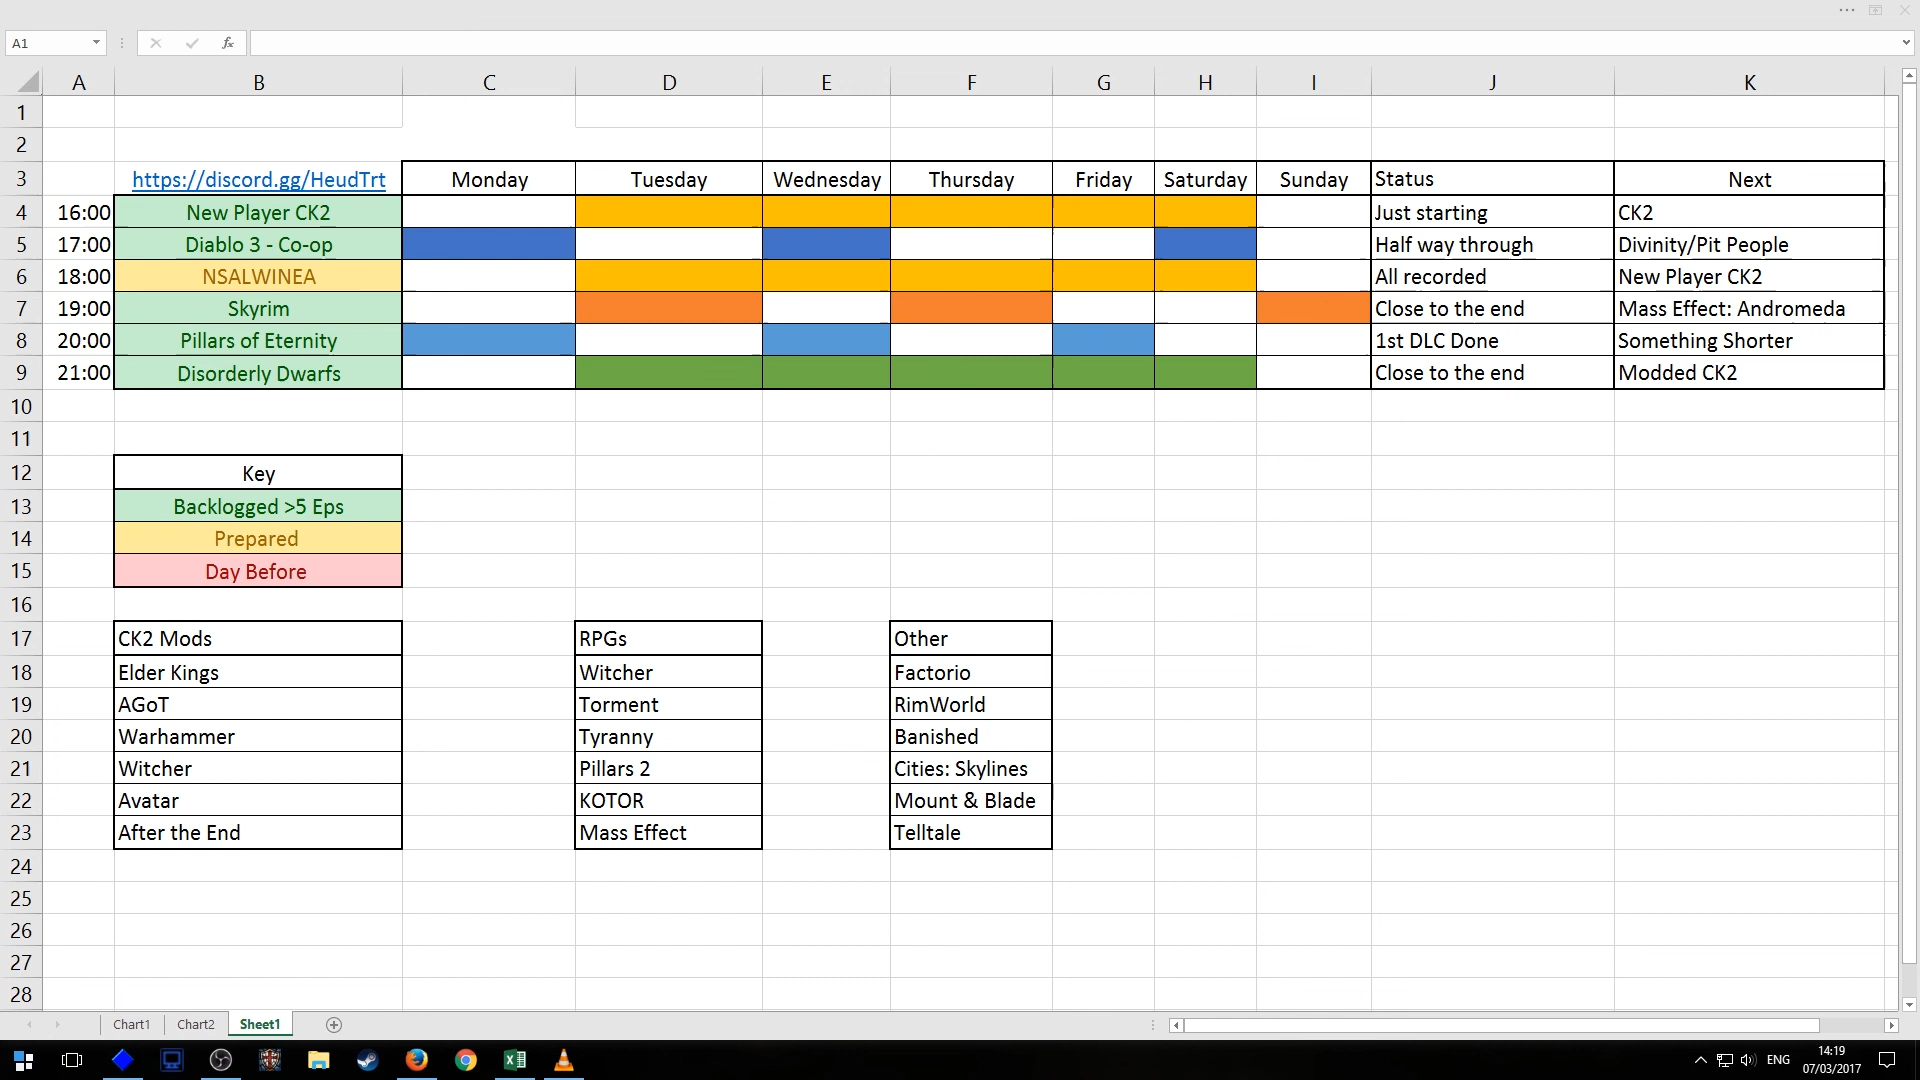 A1
fx
A B C D E F G H I J K
1
2
3 https://discord.gg/HeudTrt Monday Tuesday Wednesday Thursday Friday Saturday Sunday Status Next
4 16:00 New Player CK2 Just starting CK2
5 17:00 Diablo 3 - Co-op Half way through Divinity/Pit People
6 18:00 NSALWINEA All recorded New Player CK2
7 19:00 Skyrim Close to the end Mass Effect: Andromeda
8 20:00 Pillars of Eternity 1st DLC Done Something Shorter
9 21:00 Disorderly Dwarfs Close to the end Modded CK2
10
11
12 Key
13 Backlogged >5 Eps
14 Prepared
15 Day Before
16
17 CK2 Mods RPGs Other
18 Elder Kings Witcher Factorio
19 AGoT Torment RimWorld
20 Warhammer Tyranny Banished
21 Witcher Pillars 2 Cities: Skylines
22 Avatar KOTOR Mount & Blade
23 After the End Mass Effect Telltale
24
25
26
27
28
Chart1 Chart2 Sheet1
ENG 14:19
07/03/2017